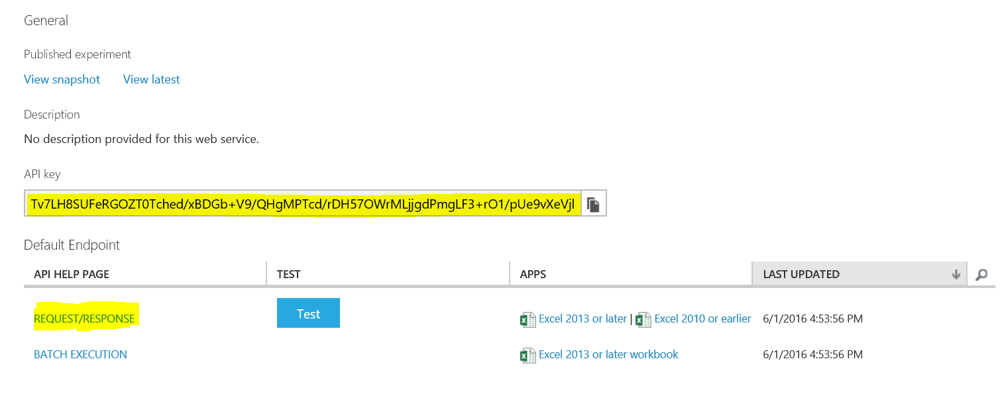 General
Published experiment
View snapshot View latest
Description
No description provided for this web service.
API key
Tv7LH8SUFeRGOZT0Tched/xBDGb+V9/QHgMPTcd/rDH57OWrMLjjgdPmgLF3+rO1/pUe9vXeVjl
Default Endpoint
API HELP PAGE TEST APPS LAST UPDATED
REQUEST/RESPONSE Test Excel 2013 or later | Excel 2010 or earlier 6/1/2016 4:53:56 PM
BATCH EXECUTION Excel 2013 or later workbook 6/1/2016 4:53:56 PM